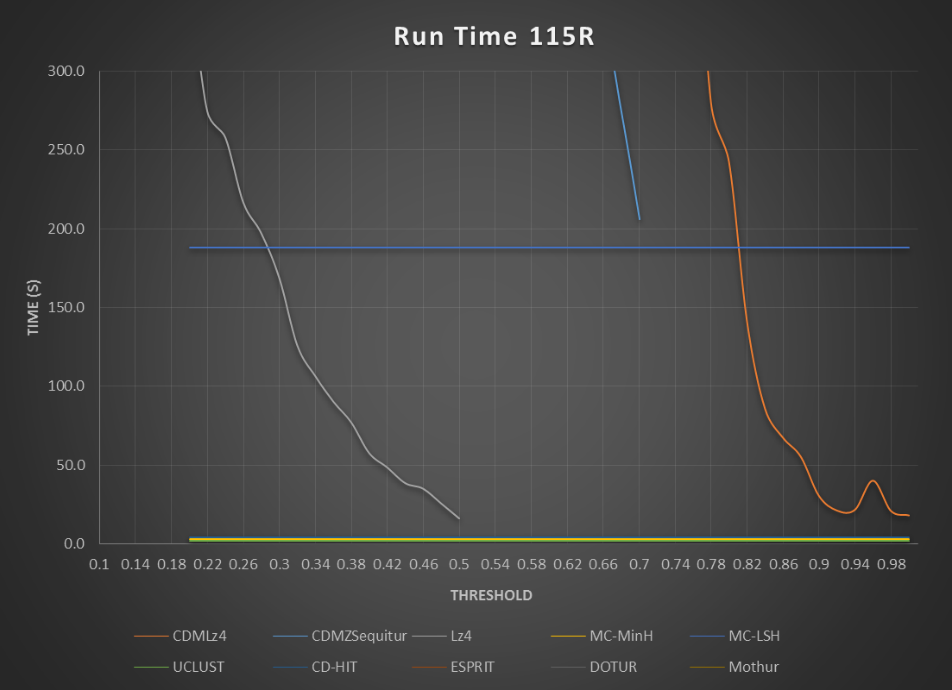 Run Time 115R
300.0
250.0
200.0
150.0
100.0
50.0
0.0
TIME (S)
0.1 0.14 0.18 0.22 0.26 0.3 0.34 0.38 0.42 0.46 0.5 0.54 0.58 0.62 0.66 0.7 0.74 0.78 0.82 0.86 0.9 0.94 0.98
THRESHOLD
CDMLz4 CDMZSequitur Lz4 MC-MinH MC-LSH
UCLUST CD-HIT ESPRIT DOTUR Mothur